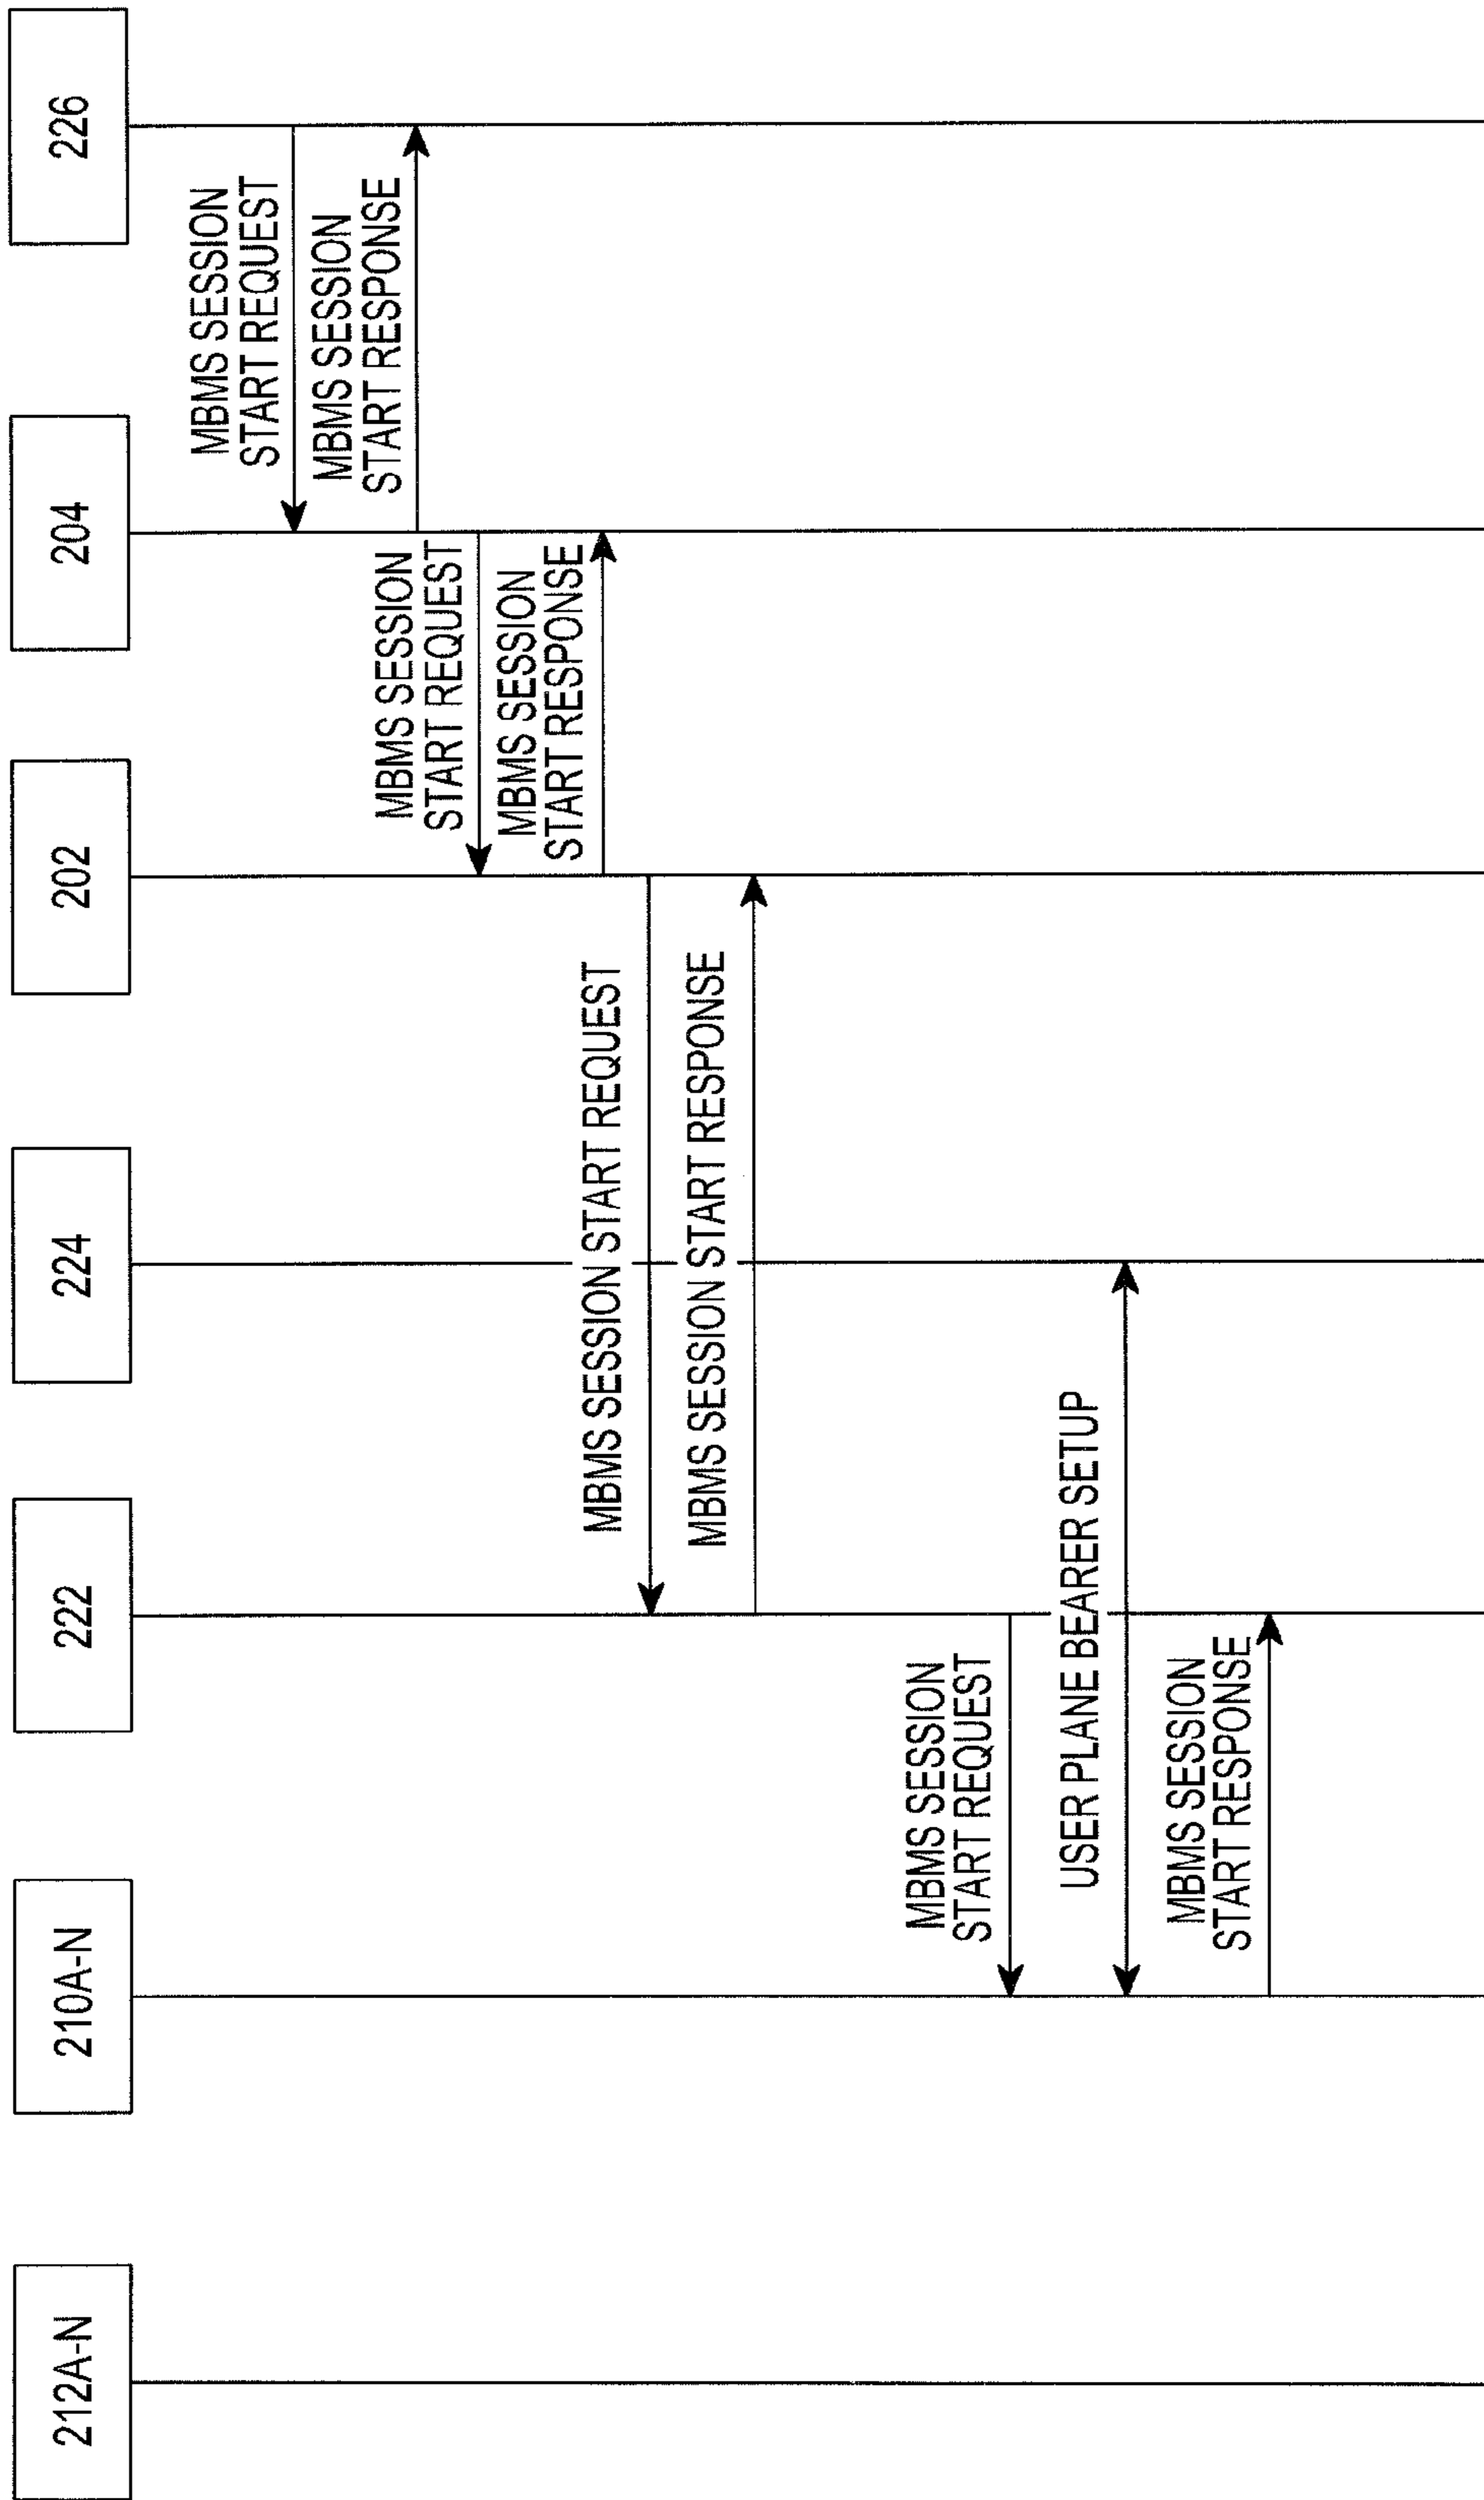 212A-N
210A-N
222
224
202
204
226
MBMS SESSION
START REQUEST
MBMS SESSION
START RESPONSE
MBMS SESSION
START REQUEST
MBMS SESSION
START RESPONSE
MBMS SESSION START REQUEST
MBMS SESSION START RESPONSE
MBMS SESSION
START REQUEST
USER PLANE BEARER SETUP
MBMS SESSION
START RESPONSE